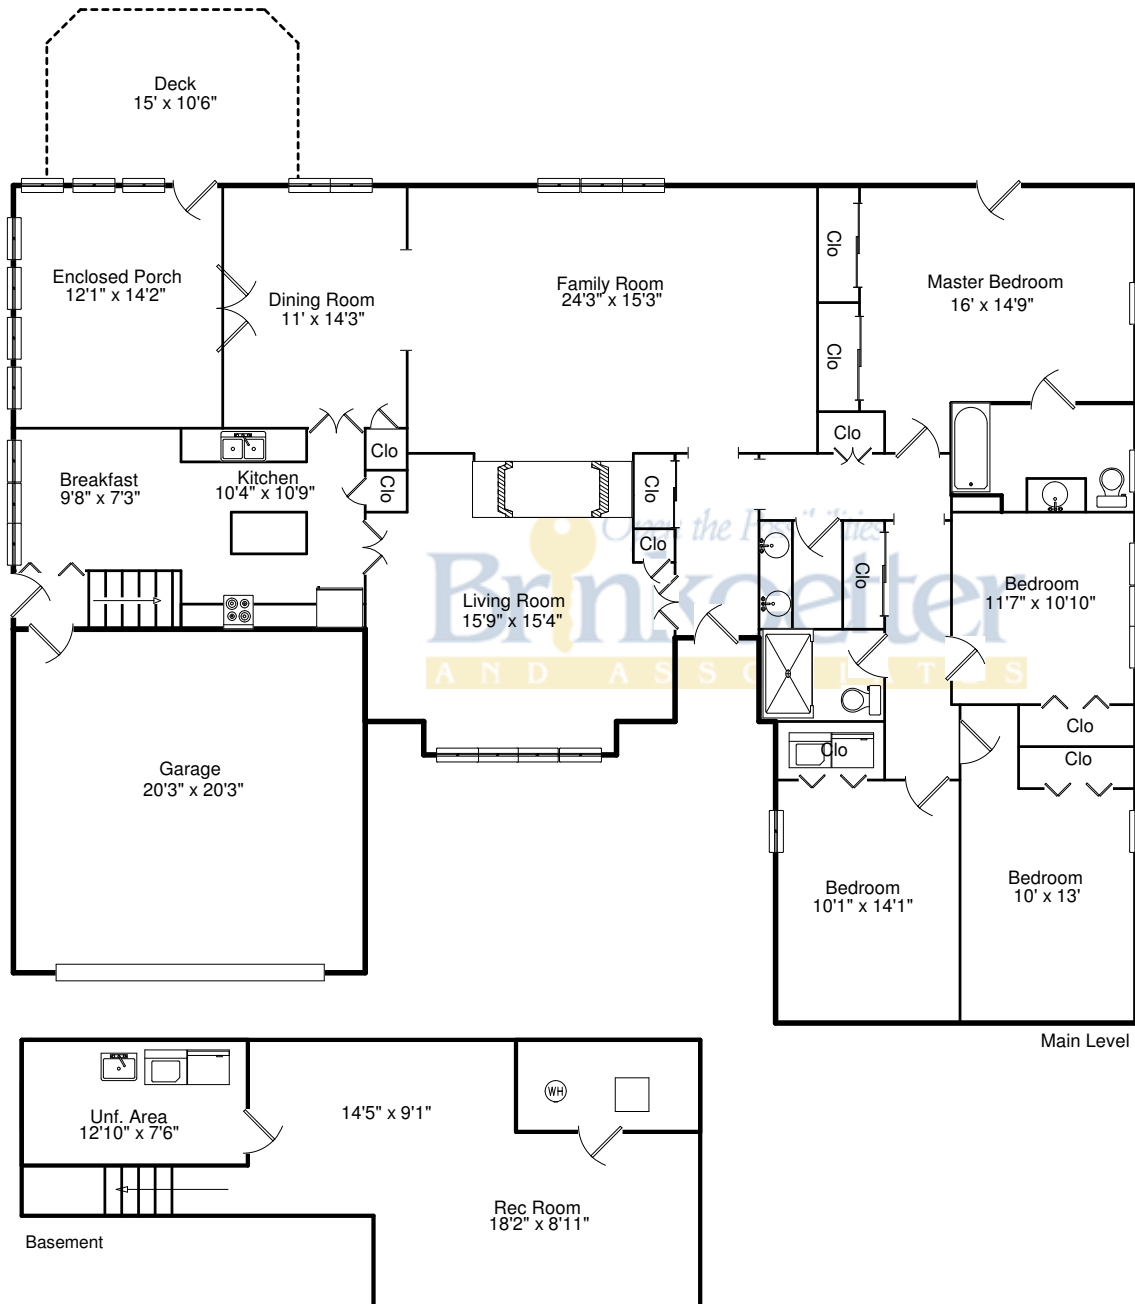 Deck
15' x 10'6"
Enclosed Porch
12'1" x 14'2"
Dining Room
11' x 14'3"
Family Room
24'3" x 15'3"
Clo
Clo
Master Bedroom
16' x 14'9"
Clo
Clo
Breakfast
9'8" x 7'3"
Kitchen
10'4" x 10'9"
Clo
Clo
Clo
Open the Possibilities
Brinkoetter
AND ASSOCIATES
Living Room
15'9" x 15'4"
Clo
Bedroom
11'7" x 10'10"
Clo
Clo
Clo
Garage
20'3" x 20'3"
Bedroom
10'1" x 14'1"
Bedroom
10' x 13'
Main Level
WH
Unf. Area
12'10" x 7'6"
14'5" x 9'1"
Rec Room
18'2" x 8'11"
Basement